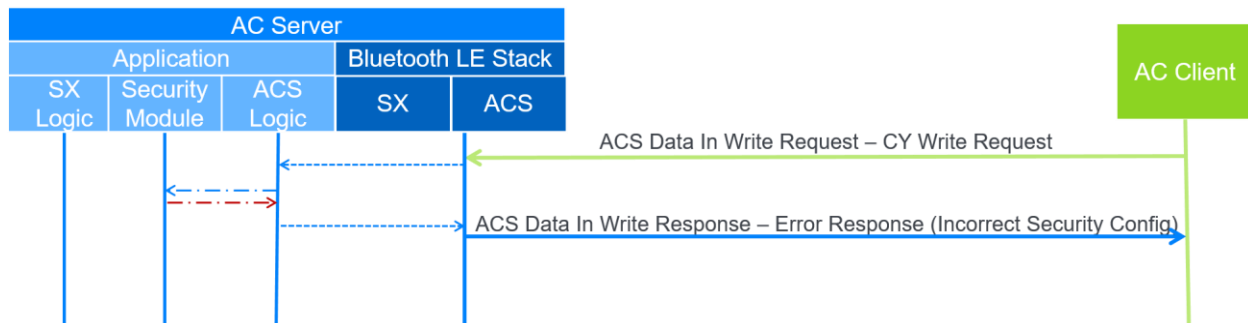 AC Server
Application
Bluetooth LE Stack
SX
Logic
Security
Module
ACS
Logic
SX
ACS
AC Client
ACS Data In Write Request – CY Write Request
ACS Data In Write Response – Error Response (Incorrect Security Config)